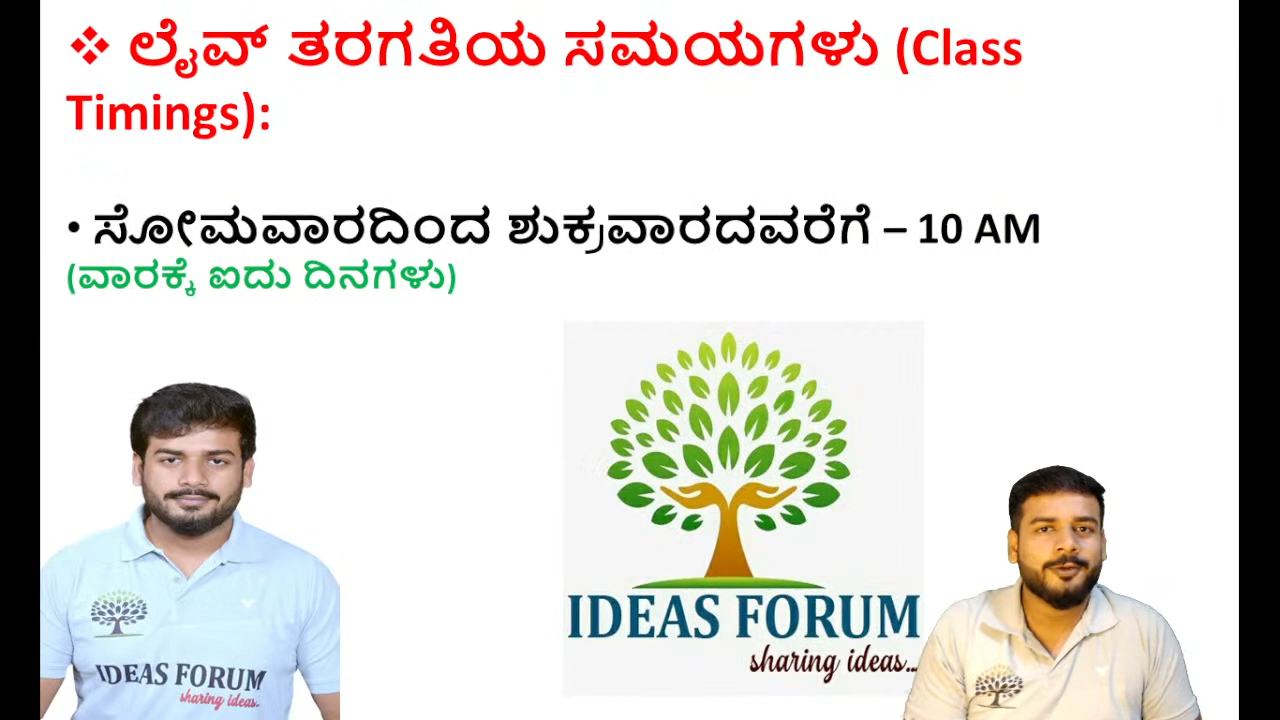 ❖ ಲೈವ್ ತರಗತಿಯ ಸಮಯಗಳು (Class
Timings):
• ಸೋಮವಾರದಿಂದ ಶುಕ್ರವಾರದವರೆಗೆ – 10 AM
(ವಾರಕ್ಕೆ ಐದು ದಿನಗಳು)
IDEAS FORUM
sharing ideas...
IDEAS FORUM
sharing ideas..